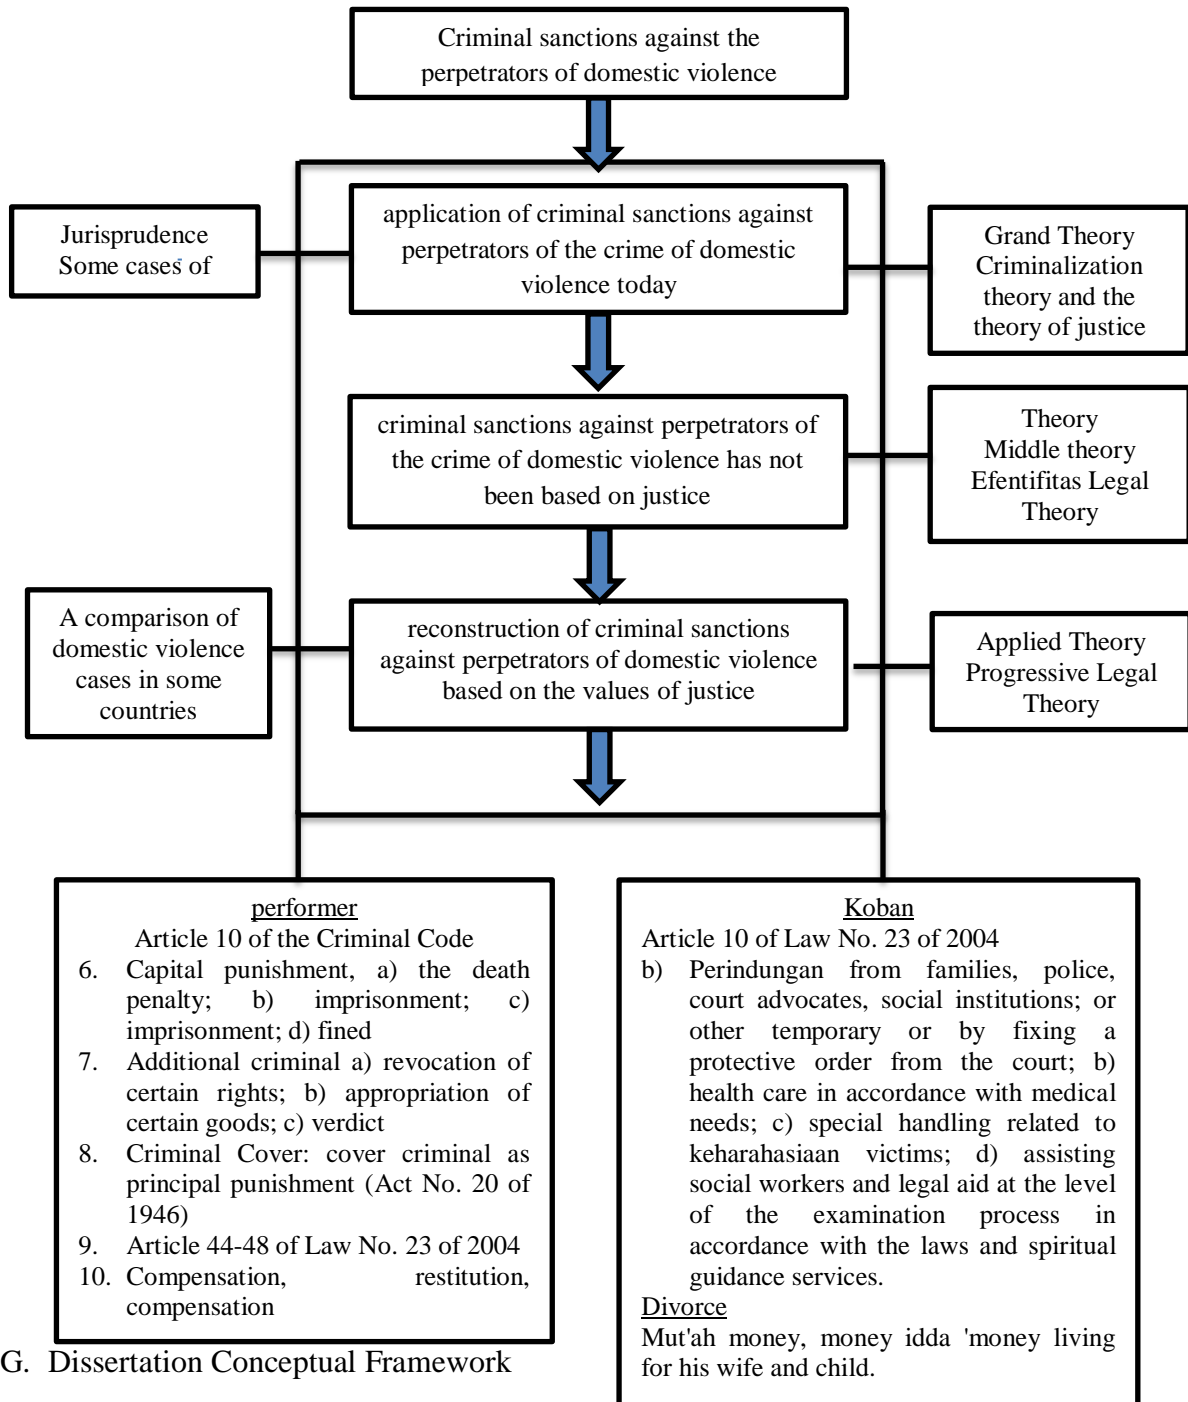 Criminal sanctions against the
perpetrators of domestic violence
Jurisprudence
Some cases of
application of criminal sanctions against
perpetrators of the crime of domestic
violence today
Grand Theory
Criminalization
theory and the
theory of justice
criminal sanctions against perpetrators of
the crime of domestic violence has not
been based on justice
Theory
Middle theory
Efentifitas Legal
Theory
A comparison of
domestic violence
cases in some
countries
reconstruction of criminal sanctions
against perpetrators of domestic violence
based on the values of justice
Applied Theory
Progressive Legal
Theory
performer
Article 10 of the Criminal Code
6. Capital punishment, a) the death
penalty; b) imprisonment; c)
imprisonment; d) fined
7. Additional criminal a) revocation of
certain rights; b) appropriation of
certain goods; c) verdict
8. Criminal Cover: cover criminal as
principal punishment (Act No. 20 of
1946)
9. Article 44-48 of Law No. 23 of 2004
10. Compensation, restitution,
compensation
Koban
Article 10 of Law No. 23 of 2004
b) Perindungan from families, police,
court advocates, social institutions; or
other temporary or by fixing a
protective order from the court; b)
health care in accordance with medical
needs; c) special handling related to
keharahasiaan victims; d) assisting
social workers and legal aid at the level
of the examination process in
accordance with the laws and spiritual
guidance services.
Divorce
Mut'ah money, money idda 'money living
for his wife and child.
G. Dissertation Conceptual Framework